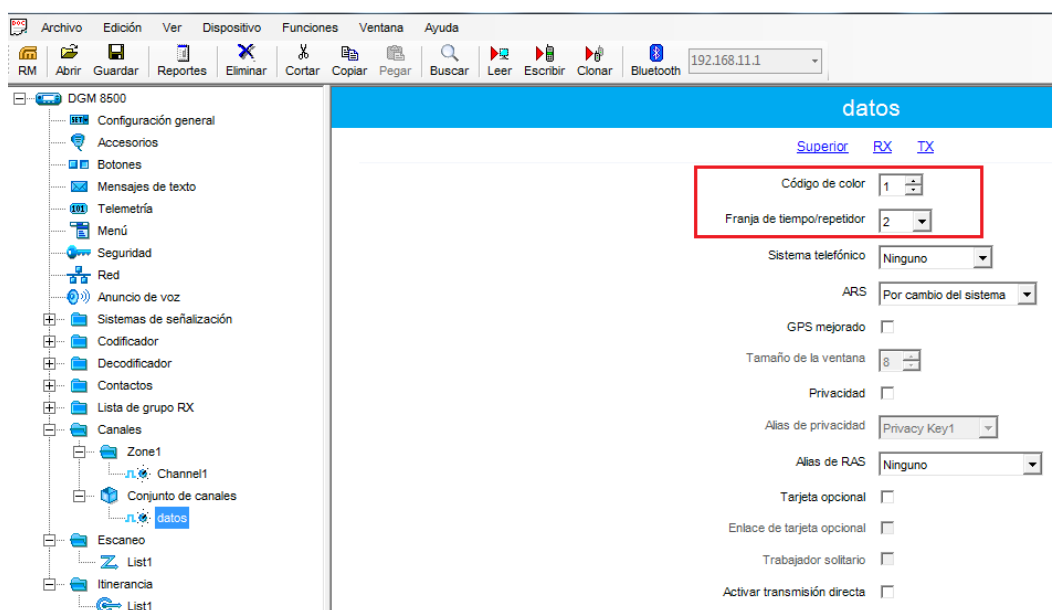 Archivo Edición Ver Dispositivo Funciones Ventana Ayuda
RM Abrir Guardar Reportes Eliminar Cortar Copiar Pegar Buscar Leer Escribir Clonar Bluetooth 192.168.11.1
DGM 8500
Configuración general
Accesorios
Botones
Mensajes de texto
Telemetría
Menú
Seguridad
Red
Anuncio de voz
Sistemas de señalización
Codificador
Decodificador
Contactos
Lista de grupo RX
Canales
Zone1
Channel1
Conjunto de canales
datos
Escaneo
List1
Itinerancia
List1
datos
Superior RX TX
Código de color 1
Franja de tiempo/repetidor 2
Sistema telefónico Ninguno
ARS Por cambio del sistema
GPS mejorado
Tamaño de la ventana 8
Privacidad
Alias de privacidad Privacy Key1
Alias de RAS Ninguno
Tarjeta opcional
Enlace de tarjeta opcional
Trabajador solitario
Activar transmisión directa